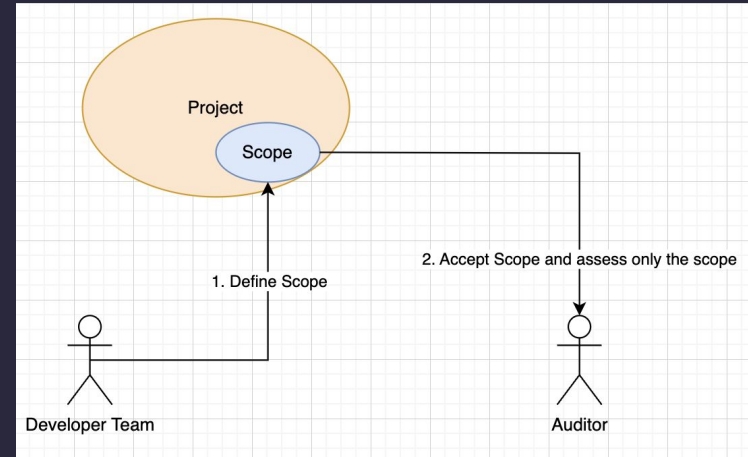 Project
Scope
2. Accept Scope and assess only the scope
1. Define Scope
Developer Team
Auditor